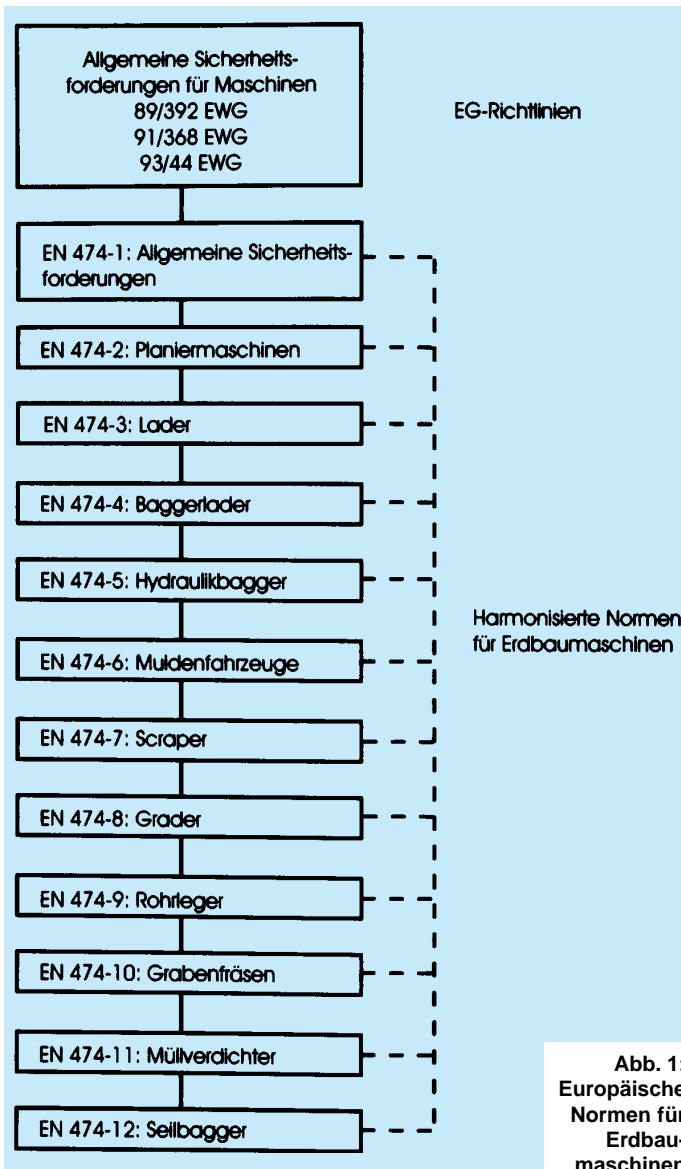 Allgemeine Sicherheits-
forderungen für Maschinen
89/392 EWG
91/368 EWG
93/44 EWG
EG-Richtlinien
EN 474-1: Allgemeine Sicherheits-
forderungen
EN 474-2: Planiermaschinen
EN 474-3: Lader
EN 474-4: Baggerlader
EN 474-5: Hydraulikbagger
EN 474-6: Muldenfahrzeuge
EN 474-7: Scraper
EN 474-8: Grader
EN 474-9: Rohrleger
EN 474-10: Grabenfräsen
EN 474-11: Müllverdichter
EN 474-12: Seilbagger
Harmonisierte Normen
für Erdbaumaschinen
Abb. 1:
Europäische
Normen für
Erdbau-
maschinen